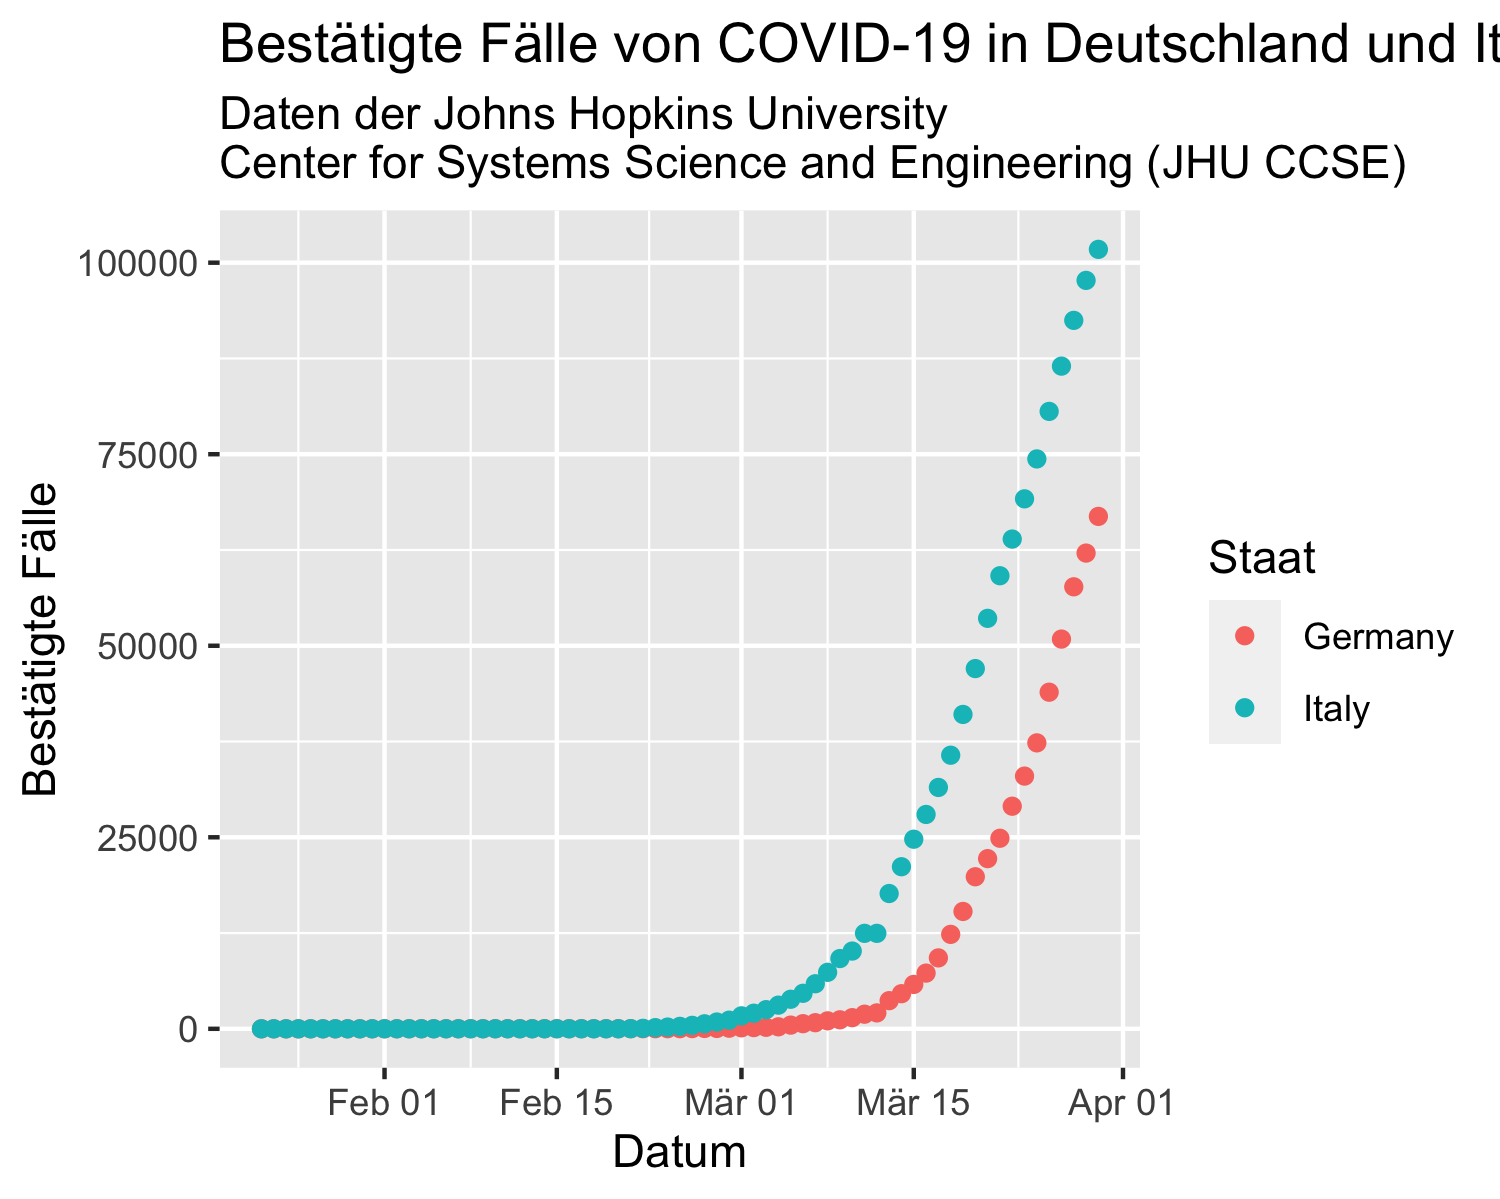 Bestätigte Fälle von COVID-19 in Deutschland und It
Daten der Johns Hopkins University
Center for Systems Science and Engineering (JHU CCSE)
100000
75000
50000
25000
0
Bestätigte Fälle
Feb 01
Feb 15
Mär 01
Mär 15
Apr 01
Datum
Staat
Germany
Italy